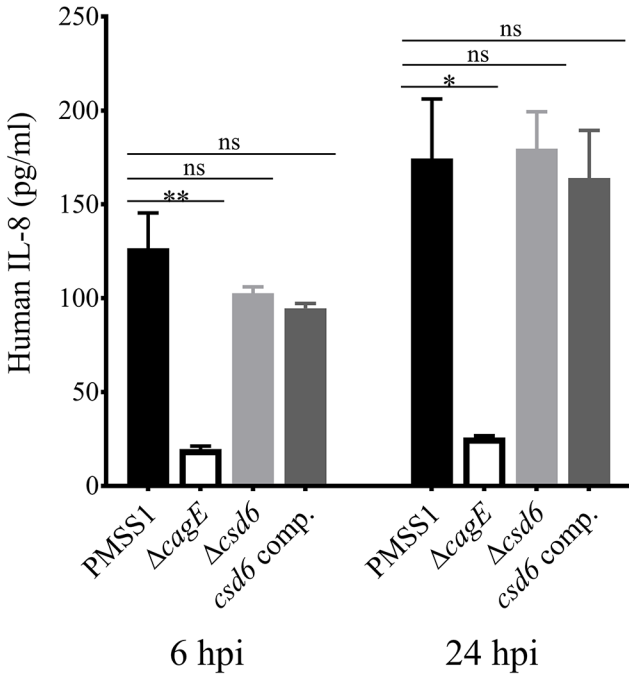 250
200
150
100
50
0
Human IL-8 (pg/ml)
ns
ns
**
ns
ns
*
PMSS1
ΔcagE
Δcsd6
csd6 comp.
PMSS1
ΔcagE
Δcsd6
csd6 comp.
6 hpi
24 hpi